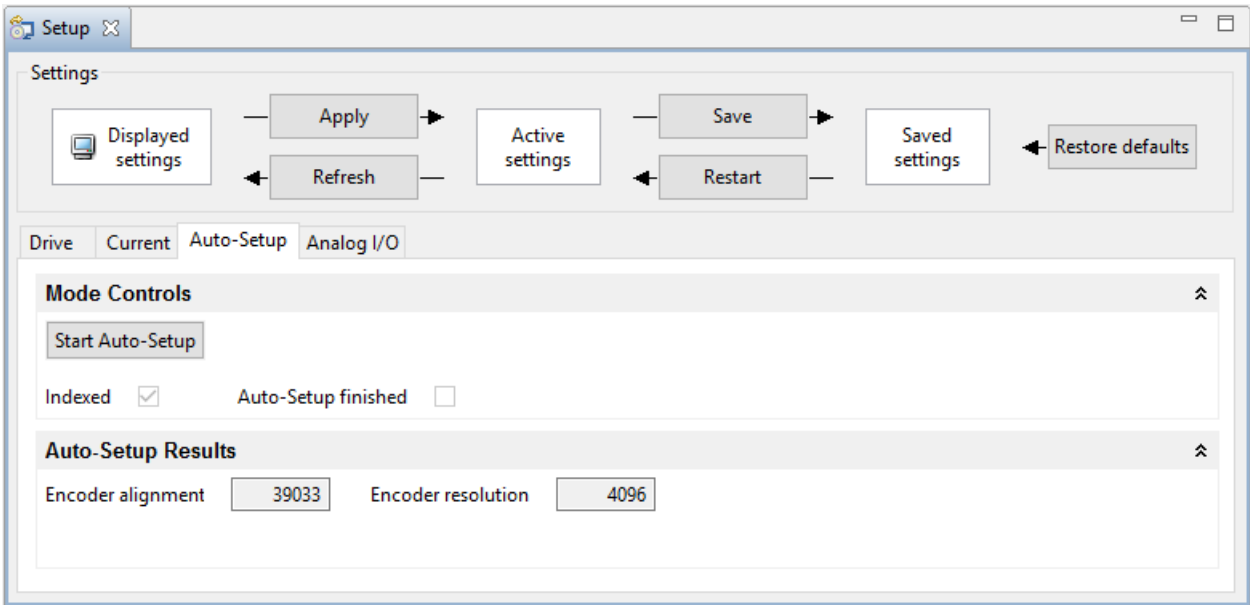 Setup
Settings
Displayed settings
Apply
Refresh
Active settings
Save
Restart
Saved settings
Restore defaults
Drive Current Auto-Setup Analog I/O
Mode Controls
Start Auto-Setup
Indexed Auto-Setup finished
Auto-Setup Results
Encoder alignment 39033 Encoder resolution 4096